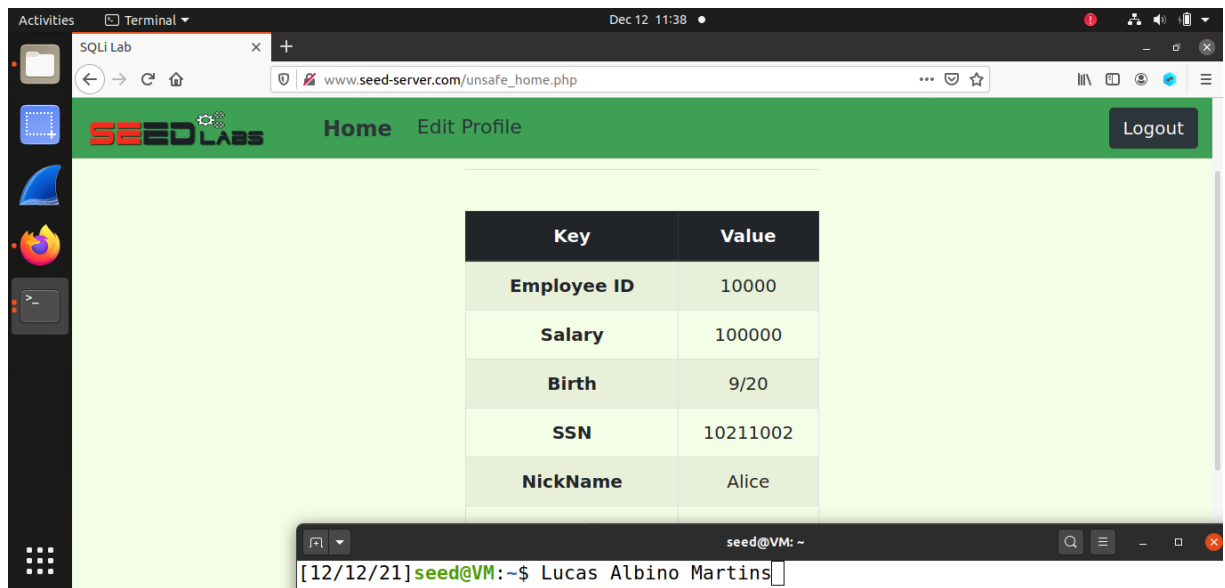 Activities Terminal Dec 12 11:38
SQLi Lab
www.seed-server.com/unsafe_home.php
SEED LABS Home Edit Profile Logout
Key Value
Employee ID 10000
Salary 100000
Birth 9/20
SSN 10211002
NickName Alice
seed@VM: ~
[12/12/21]seed@VM:~$ Lucas Albino Martins